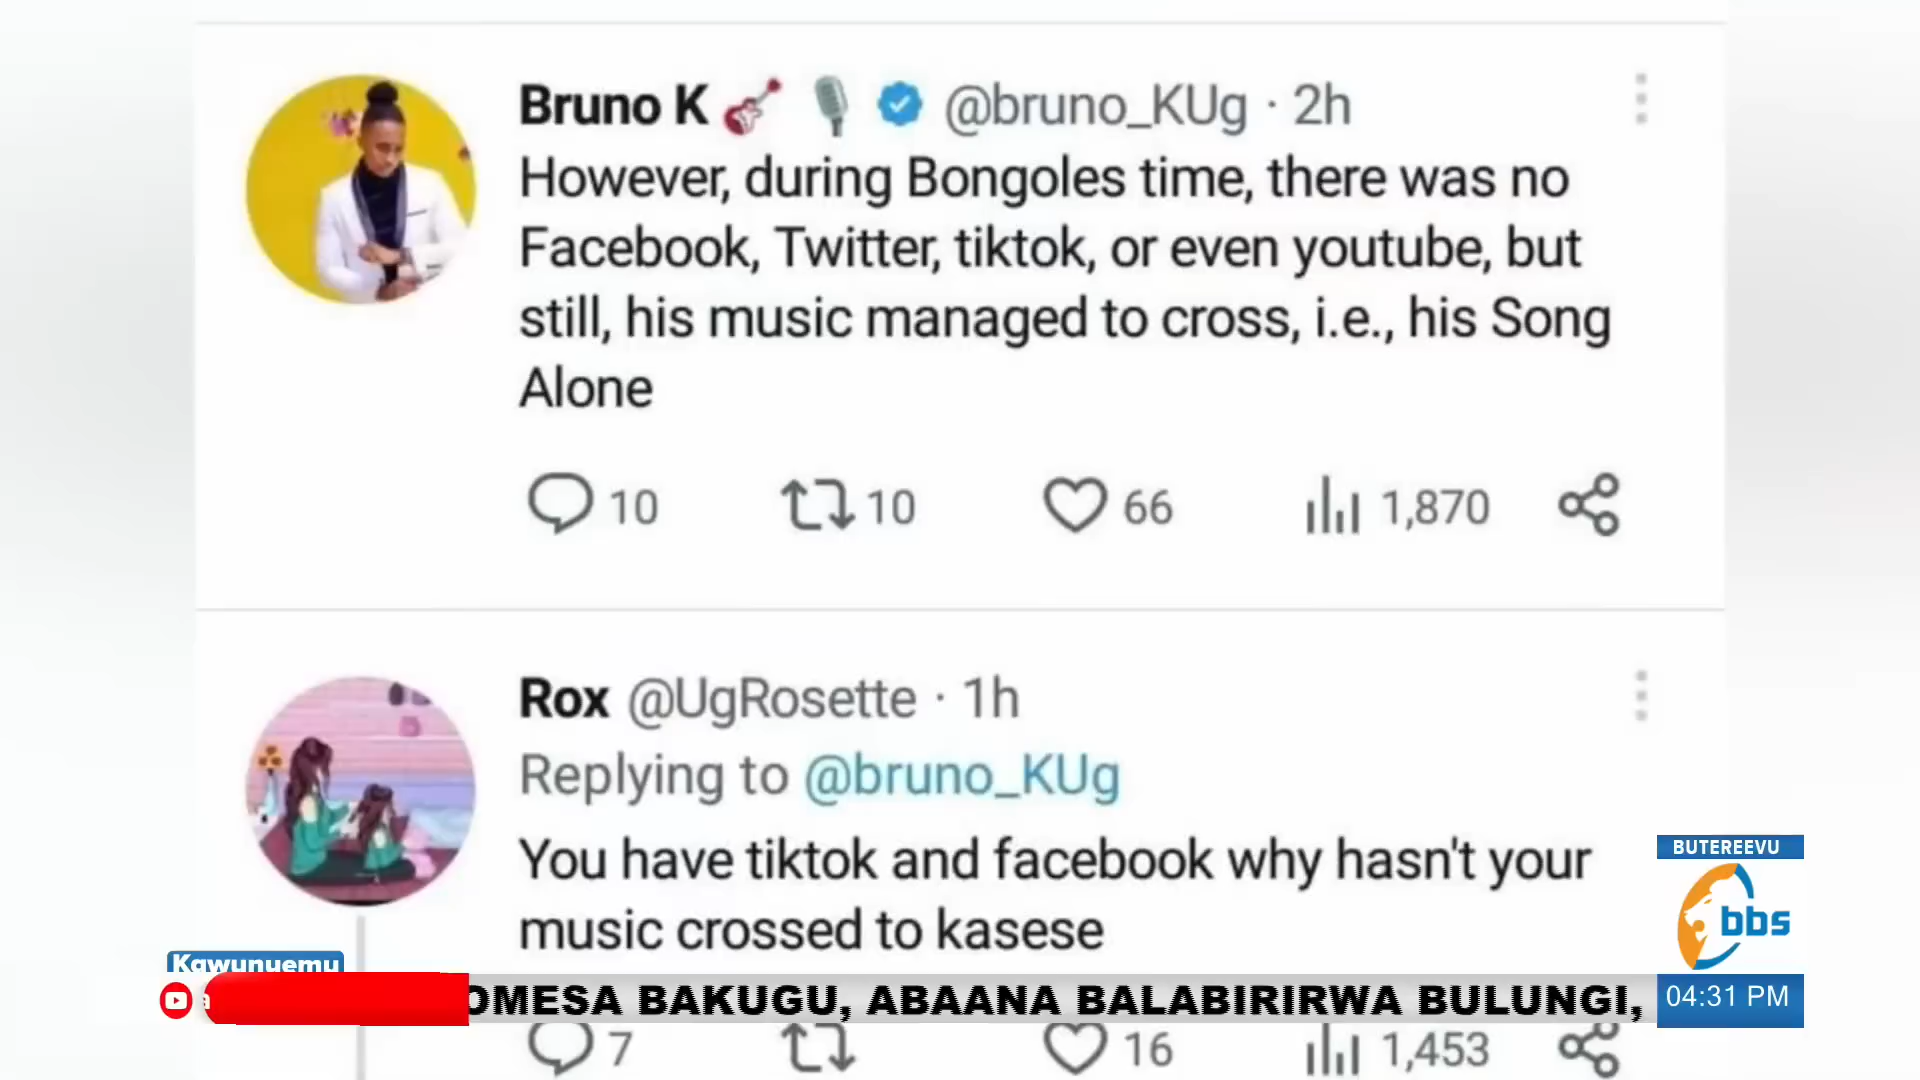 Bruno K @bruno_KUg · 2h
However, during Bongoles time, there was no
Facebook, Twitter, tiktok, or even youtube, but
still, his music managed to cross, i.e., his Song
Alone
10 10 66 1,870
Rox @UgRosette · 1h
Replying to @bruno_KUg
You have tiktok and facebook why hasn't your
music crossed to kasese
BUTEREEVU
bbs
Kawunyemu
OMESA BAKUGU, ABAANA BALABIRIRWA BULUNGI,
04:31 PM
7 16 1,453